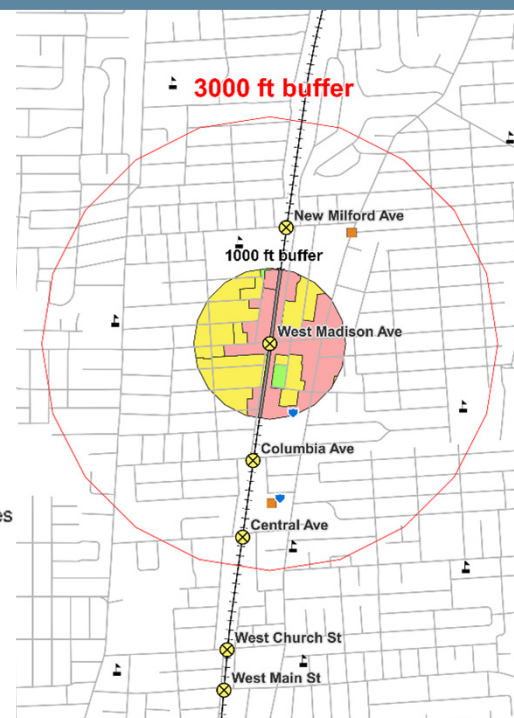 3000 ft buffer
New Milford Ave
1000 ft buffer
West Madison Ave
Columbia Ave
es
Central Ave
West Church St
West Main St